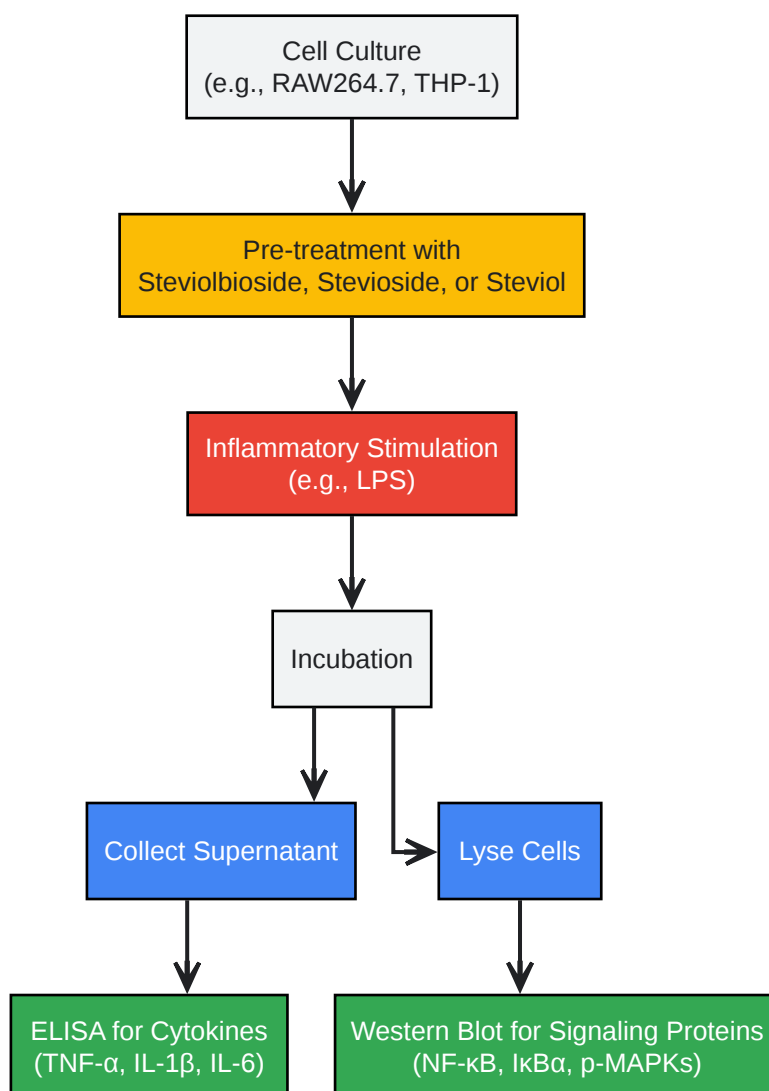 Cell Culture
(e.g., RAW264.7, THP-1)
Pre-treatment with
Steviolbioside, Stevioside, or Steviol
Inflammatory Stimulation
(e.g., LPS)
Incubation
Collect Supernatant
Lyse Cells
ELISA for Cytokines
(TNF-α, IL-1β, IL-6)
Western Blot for Signaling Proteins
(NF-κB, IκBα, p-MAPKs)